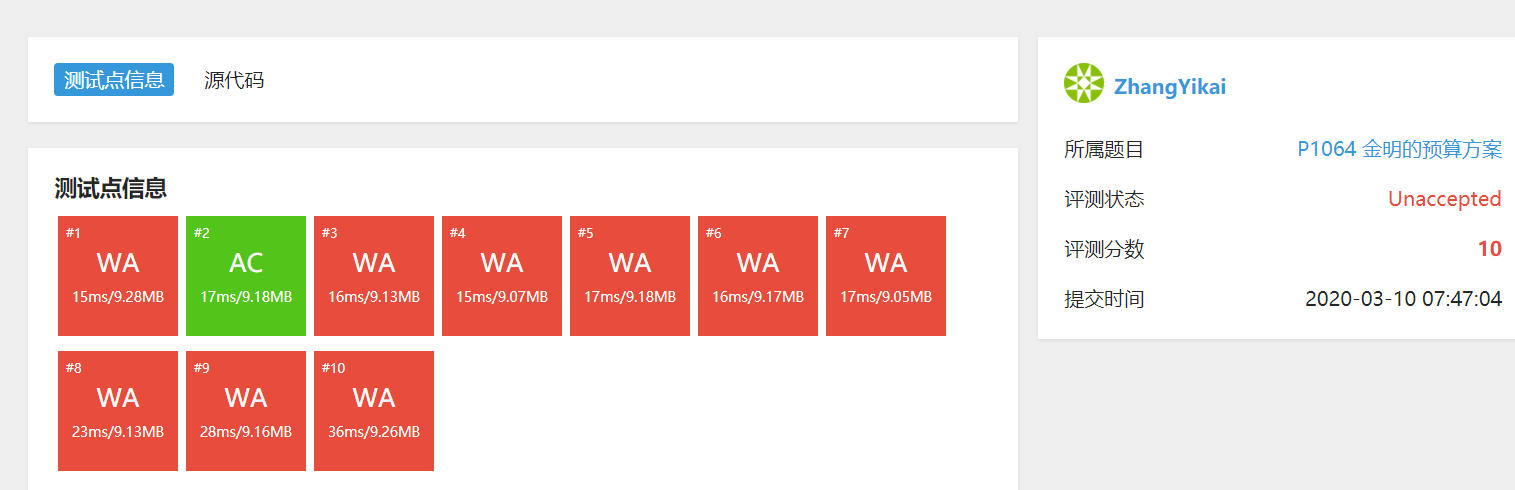 测试点信息 源代码
测试点信息
#1 #2 #3 #4 #5 #6 #7
WA AC WA WA WA WA WA
15ms/9.28MB 17ms/9.18MB 16ms/9.13MB 15ms/9.07MB 17ms/9.18MB 16ms/9.17MB 17ms/9.05MB
#8 #9 #10
WA WA WA
23ms/9.13MB 28ms/9.16MB 36ms/9.26MB
ZhangYikai
所属题目 P1064 金明的预算方案
评测状态 Unaccepted
评测分数 10
提交时间 2020-03-10 07:47:04